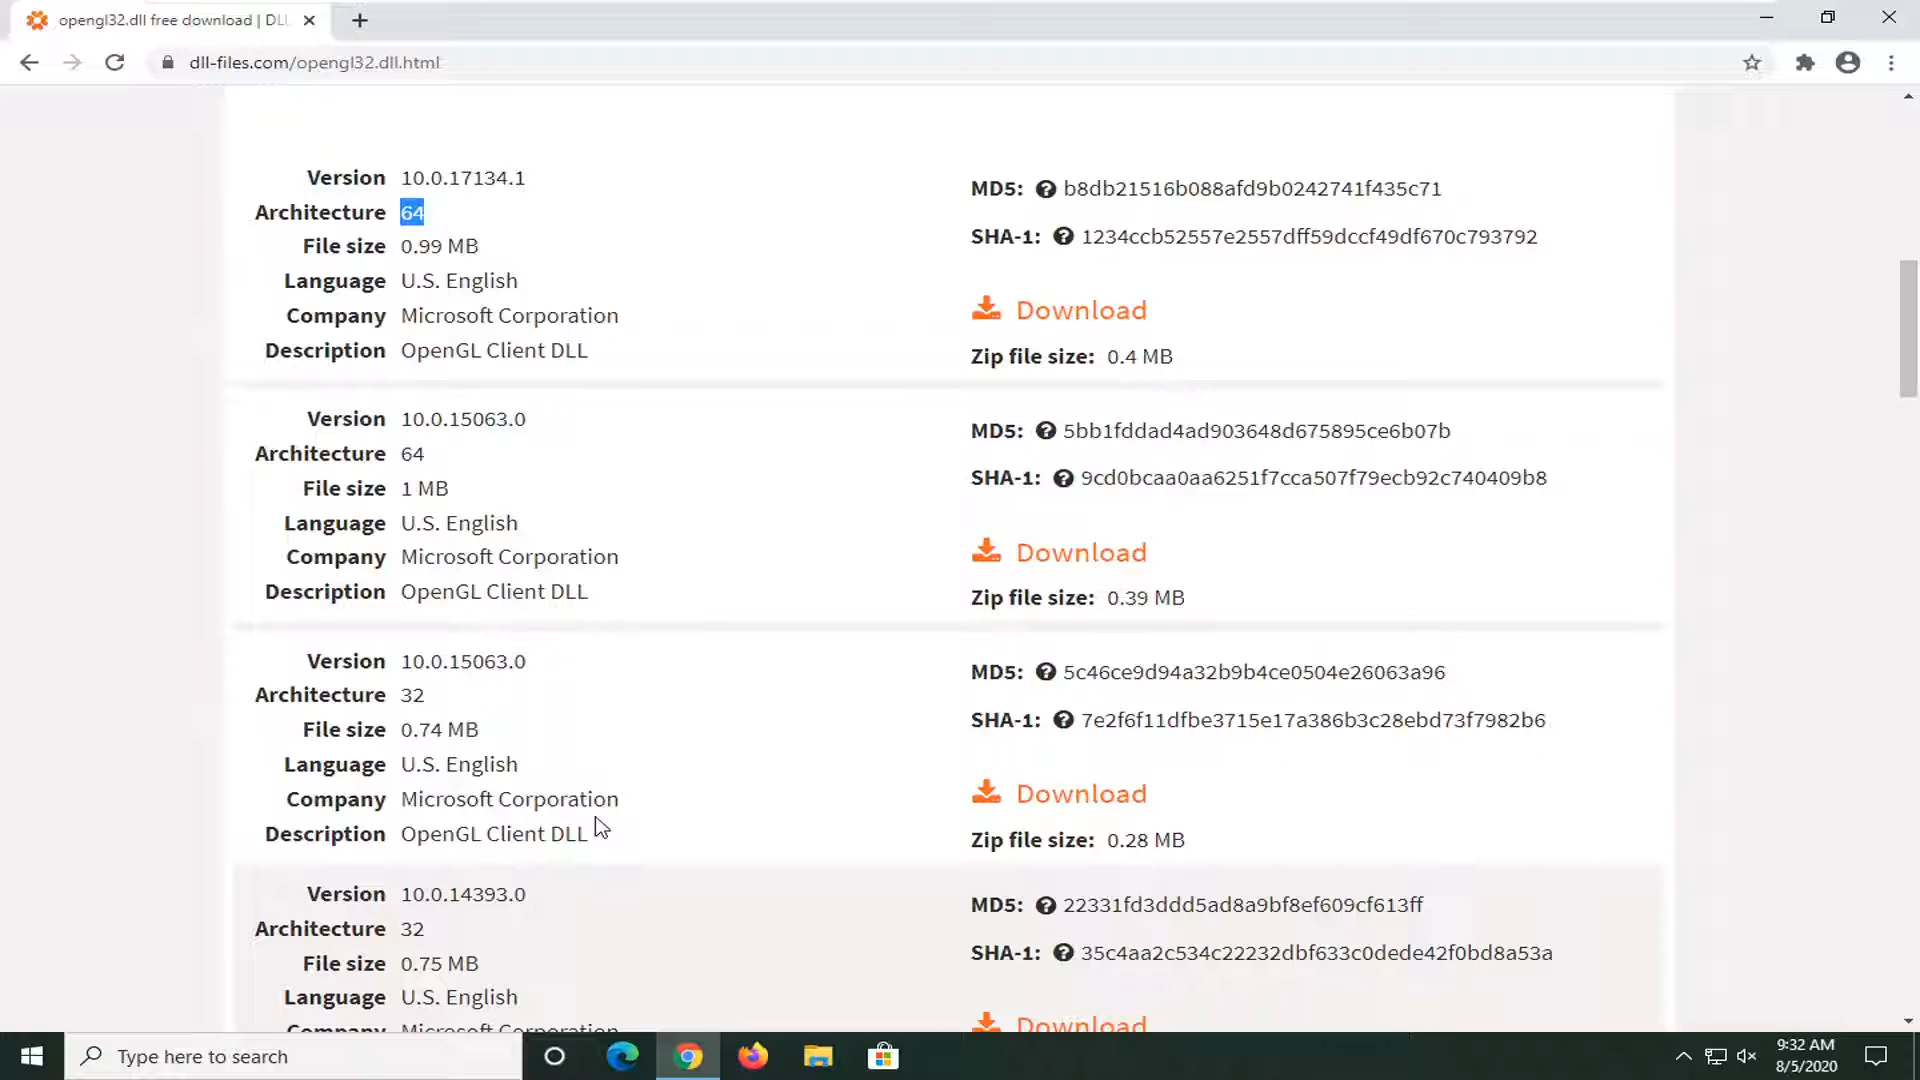 opengl32.dll free download | DLL
dll-files.com/opengl32.dll.html
Version 10.0.17134.1
Architecture 64
File size 0.99 MB
Language U.S. English
Company Microsoft Corporation
Description OpenGL Client DLL
MD5: b8db21516b088afd9b0242741f435c71
SHA-1: 1234ccb52557e2557dff59dccf49df670c793792
Download
Zip file size: 0.4 MB
Version 10.0.15063.0
Architecture 64
File size 1 MB
Language U.S. English
Company Microsoft Corporation
Description OpenGL Client DLL
MD5: 5bb1fddad4ad903648d675895ce6b07b
SHA-1: 9cd0bcaa0aa6251f7cca507f79ecb92c740409b8
Download
Zip file size: 0.39 MB
Version 10.0.15063.0
Architecture 32
File size 0.74 MB
Language U.S. English
Company Microsoft Corporation
Description OpenGL Client DLL
MD5: 5c46ce9d94a32b9b4ce0504e26063a96
SHA-1: 7e2f6f11dfbe3715e17a386b3c28ebd73f7982b6
Download
Zip file size: 0.28 MB
Version 10.0.14393.0
Architecture 32
File size 0.75 MB
Language U.S. English
Company Microsoft Corporation
MD5: 22331fd3ddd5ad8a9bf8ef609cf613ff
SHA-1: 35c4aa2c534c22232dbf633c0dede42f0bd8a53a
Download
Type here to search
9:32 AM
8/5/2020